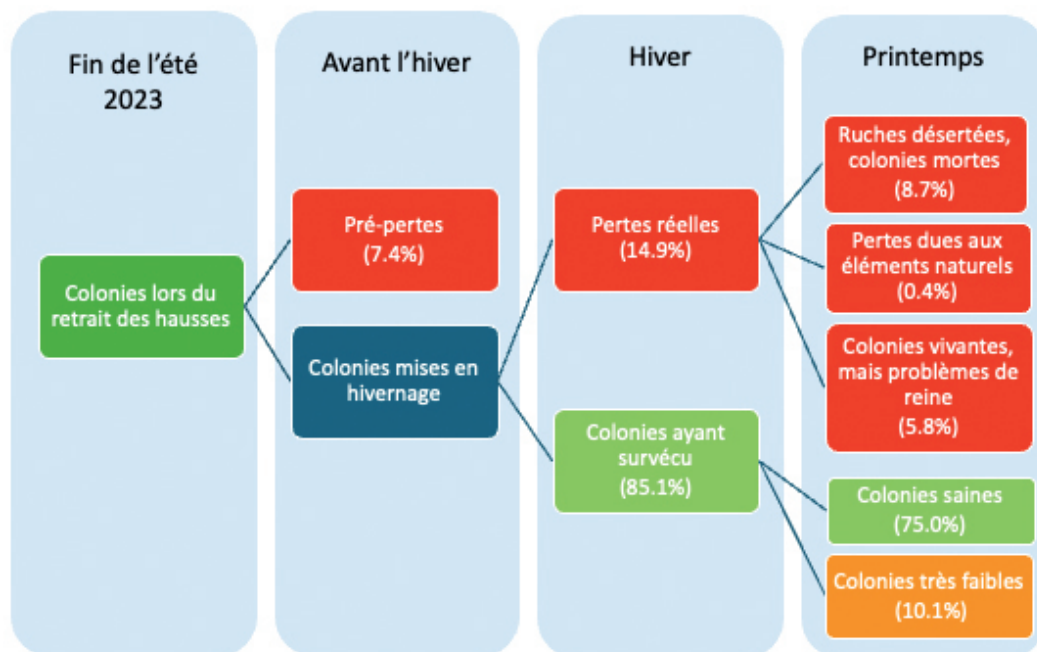 Fin de l’été
2023
Avant l’hiver
Hiver
Printemps
Colonies lors du
retrait des hausses
Pré-pertes
(7.4%)
Colonies mises en
hivernage
Pertes réelles
(14.9%)
Colonies ayant
survécu
(85.1%)
Ruches désertées,
colonies mortes
(8.7%)
Pertes dues aux
éléments naturels
(0.4%)
Colonies vivantes,
mais problèmes de
reine
(5.8%)
Colonies saines
(75.0%)
Colonies très faibles
(10.1%)